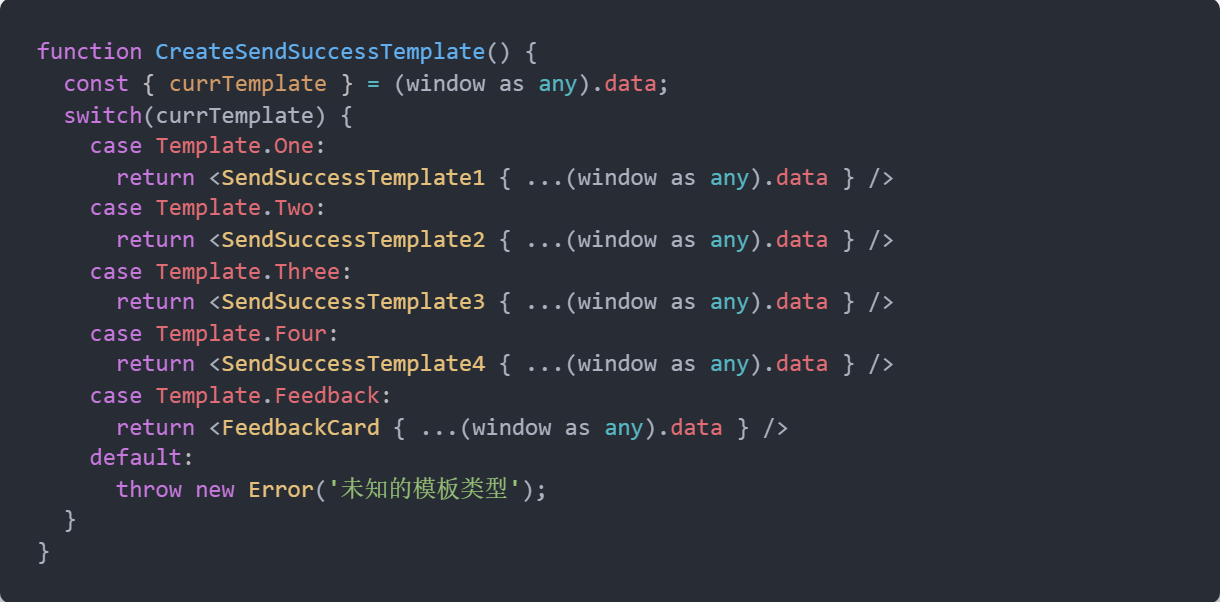 function CreateSendSuccessTemplate() {
  const { currTemplate } = (window as any).data;
  switch(currTemplate) {
    case Template.One:
      return <SendSuccessTemplate1 { ...(window as any).data } />
    case Template.Two:
      return <SendSuccessTemplate2 { ...(window as any).data } />
    case Template.Three:
      return <SendSuccessTemplate3 { ...(window as any).data } />
    case Template.Four:
      return <SendSuccessTemplate4 { ...(window as any).data } />
    case Template.Feedback:
      return <FeedbackCard { ...(window as any).data } />
    default:
      throw new Error('未知的模板类型');
  }
}